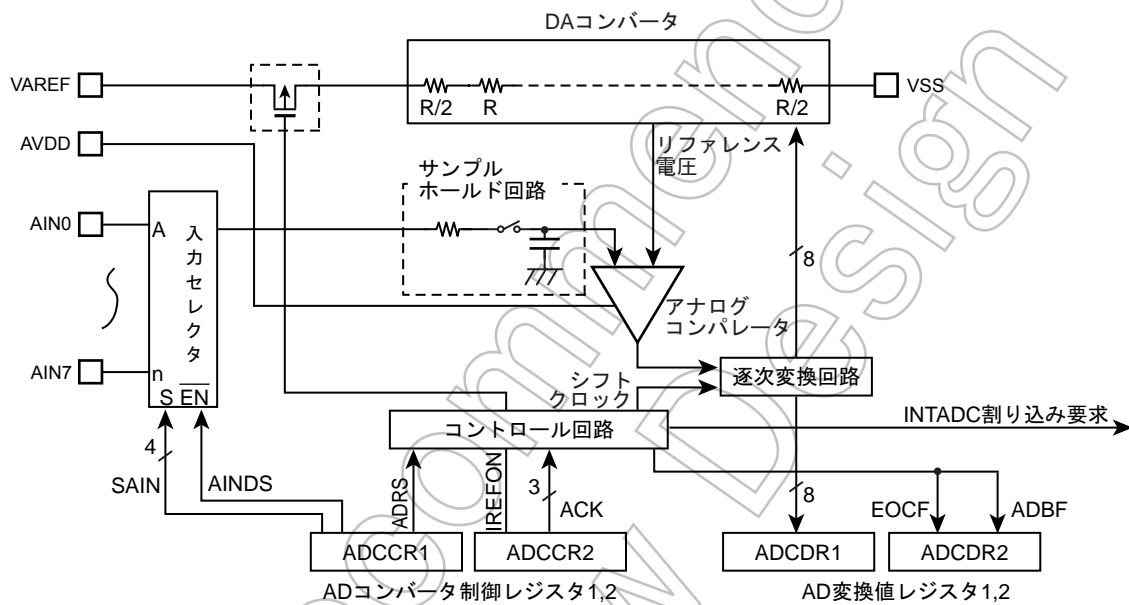 DAコンバータ
VAREF
R/2
R
R/2
VSS
AVDD
リファレンス
電圧
サンプル
ホールド回路
AIN0
A
入力セレクタ
8
アナログ
コンパレータ
AIN7
n
S EN
シフト
クロック
逐次変換回路
コントロール回路
INTADC割り込み要求
4
SAIN
AINDS
ADRS
IREFON
3
ACK
8
EOCF
ADBF
ADCCR1
ADCCR2
ADCDR1
ADCDR2
ADコンバータ制御レジスタ1,2
AD変換値レジスタ1,2
commend
w Design